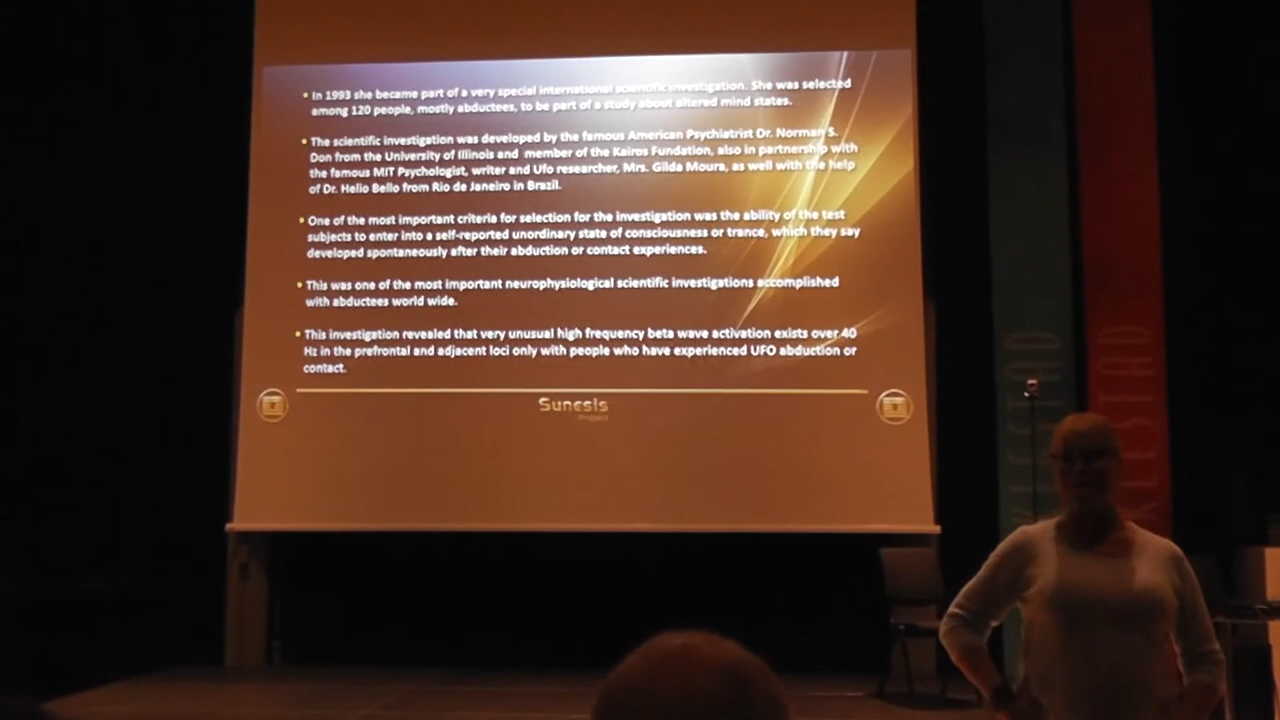 • In 1993 she became part of a very special international scientific investigation. She was selected
among 120 people, mostly abductees, to be part of a study about altered mind states.
• The scientific investigation was developed by the famous American Psychiatrist Dr. Norman S.
Don from the University of Illinois and member of the Kairos Fundation, also in partnership with
the famous MIT Psychologist, writer and Ufo researcher, Mrs. Gilda Moura, as well with the help
of Dr. Helio Bello from Rio de Janeiro in Brazil.
• One of the most important criteria for selection for the investigation was the ability of the test
subjects to enter into a self-reported unordinary state of consciousness or trance, which they say
developed spontaneously after their abduction or contact experiences.
• This was one of the most important neurophysiological scientific investigations accomplished
with abductees world wide.
• This investigation revealed that very unusual high frequency beta wave activation exists over 40
Hz in the prefrontal and adjacent loci only with people who have experienced UFO abduction or
contact.
Sunesis
Project